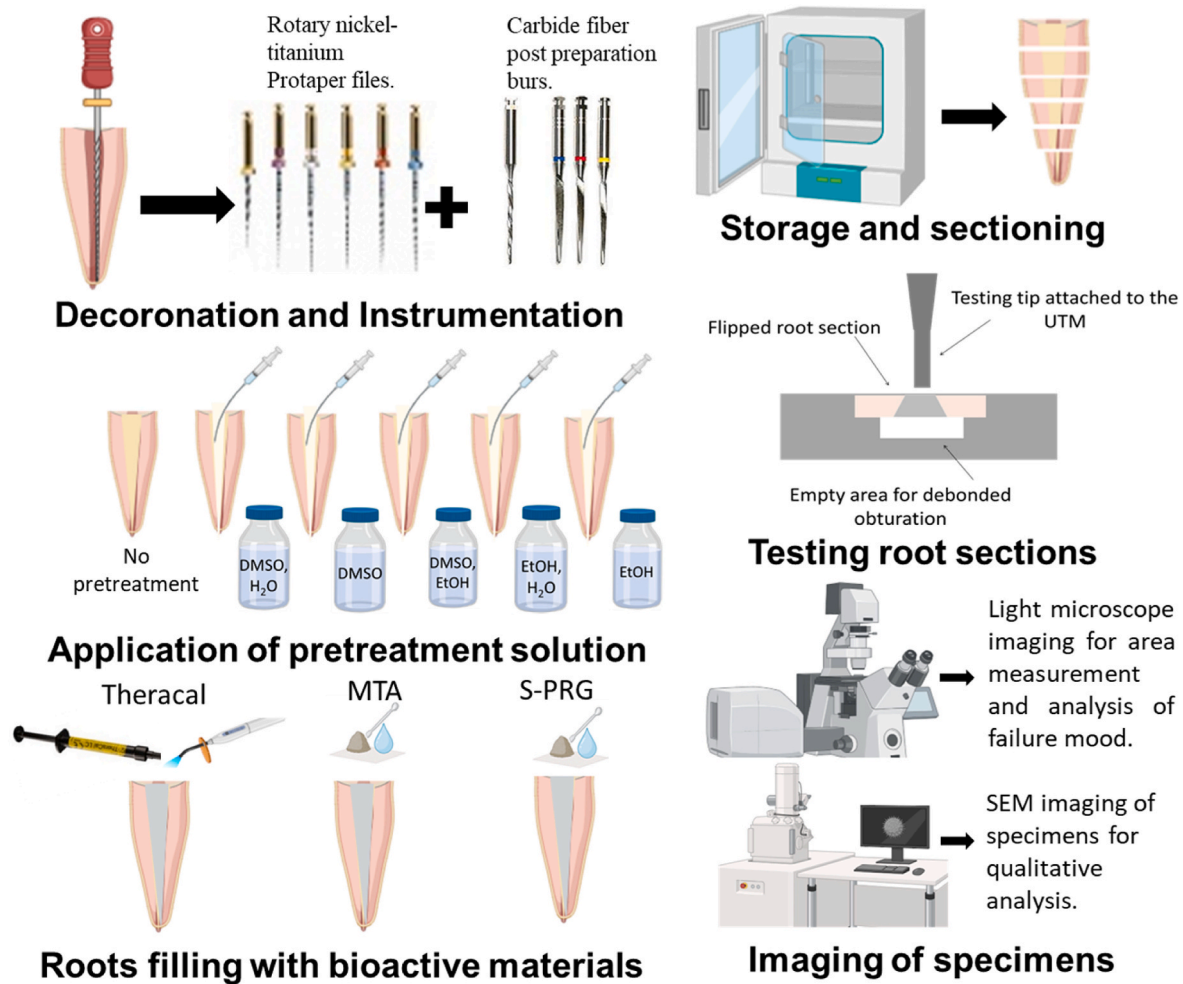 Rotary nickel-
titanium
Protaper files.
Carbide fiber
post preparation
burs.
Decoronation and Instrumentation
No
pretreatment
DMSO,
H₂O
DMSO
DMSO,
EtOH
EtOH,
H₂O
EtOH
Application of pretreatment solution
Theracal
MTA
S-PRG
Roots filling with bioactive materials
Storage and sectioning
Flipped root section
Testing tip attached to the
UTM
Empty area for debonded
obturation
Testing root sections
Light microscope
imaging for area
measurement
and analysis of
failure mood.
SEM imaging of
specimens for
qualitative
analysis.
Imaging of specimens